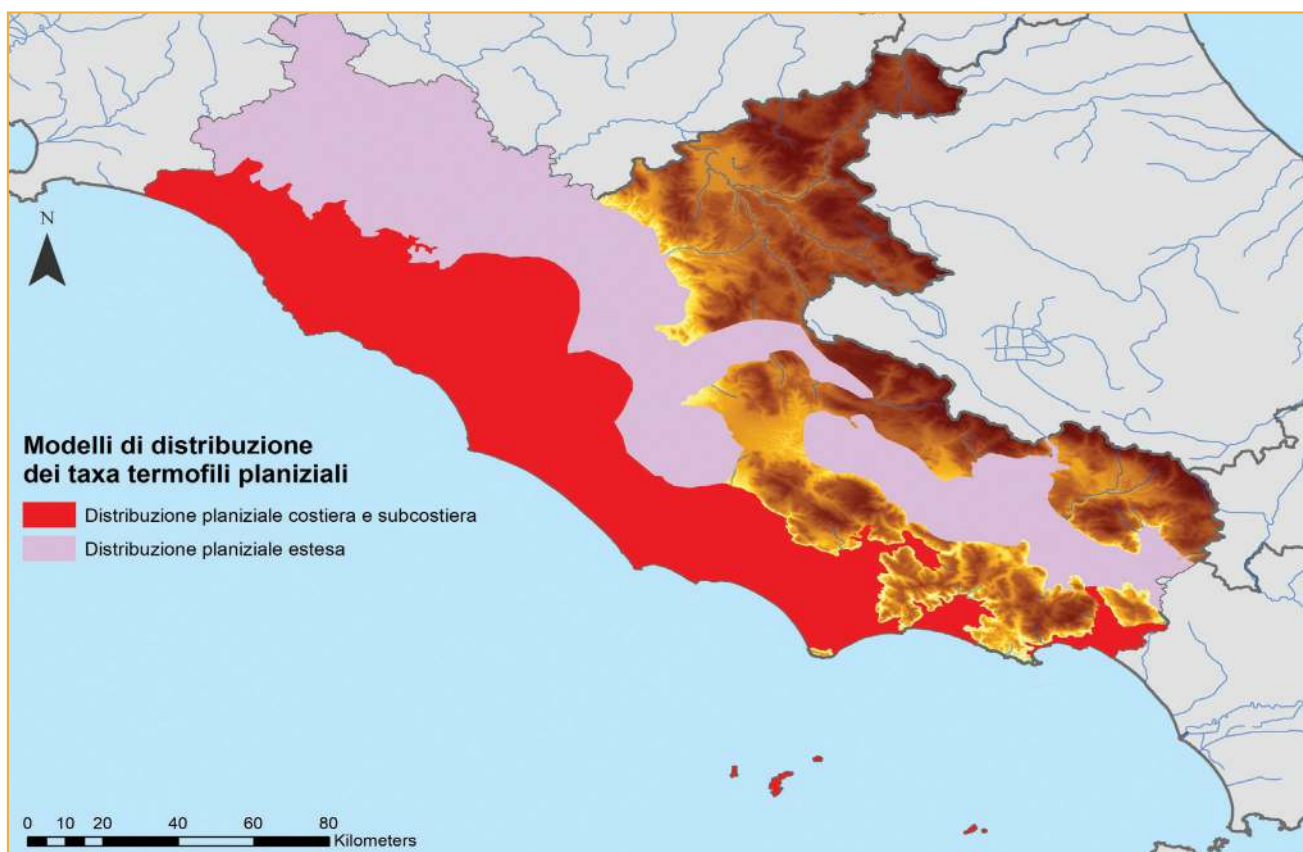 N
Modelli di distribuzione
dei taxa termofili planiziali
Distribuzione planiziale costiera e subcostiera
Distribuzione planiziale estesa
0 10 20 40 60 80
Kilometers